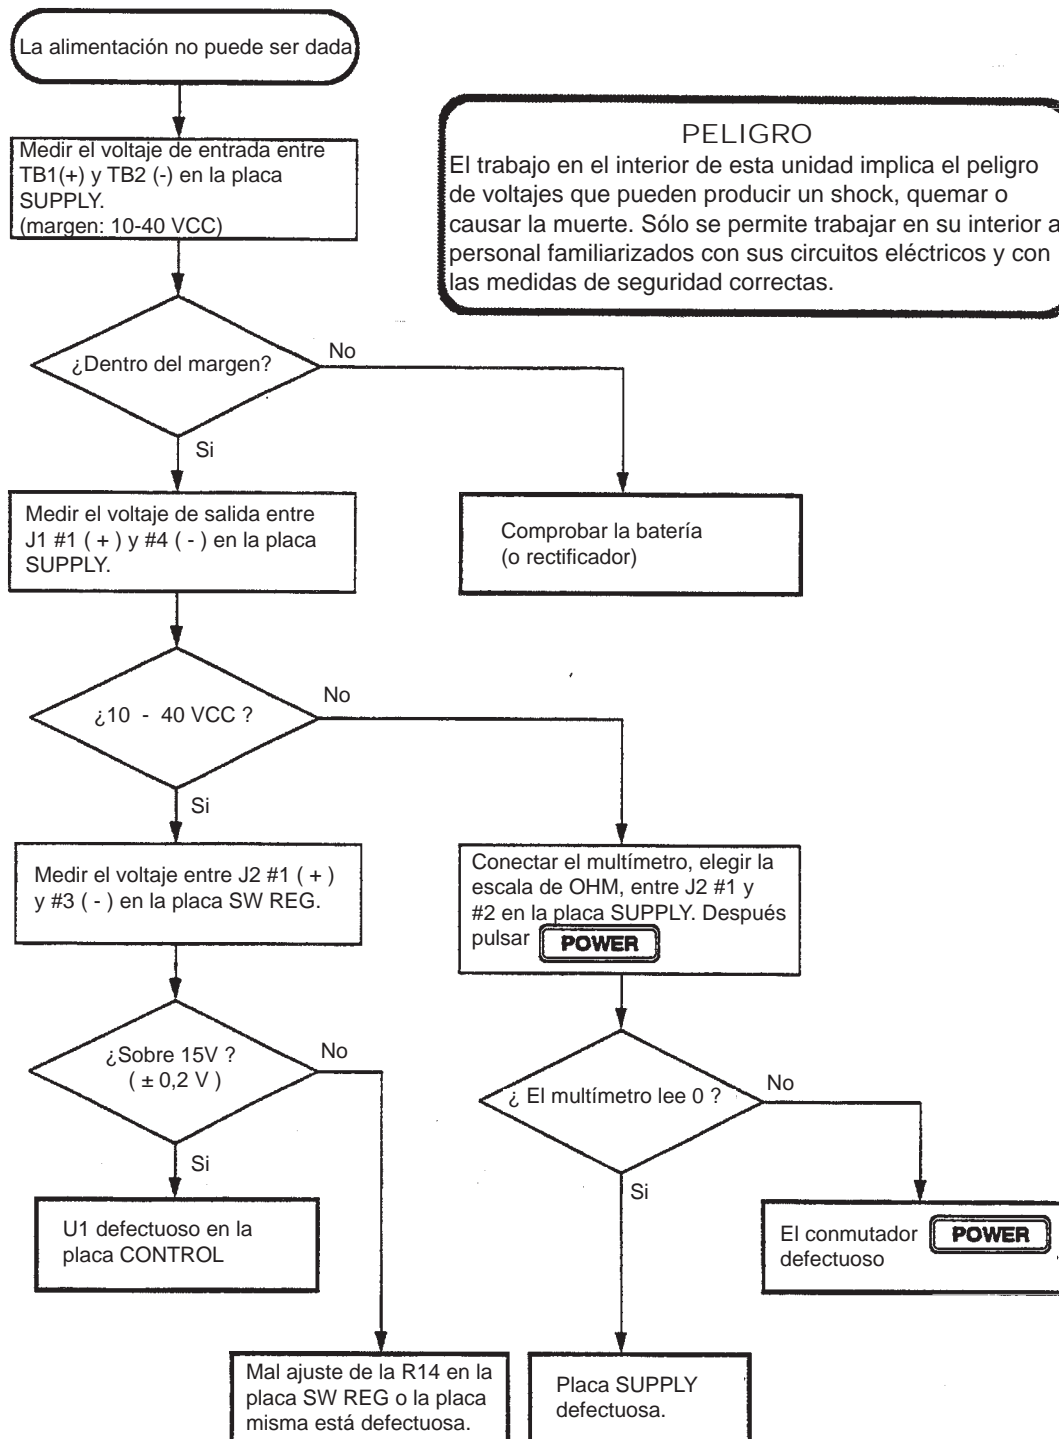 La alimentación no puede ser dada
Medir el voltaje de entrada entre
TB1(+) y TB2 (-) en la placa
SUPPLY.
(margen: 10-40 VCC)
PELIGRO
El trabajo en el interior de esta unidad implica el peligro
de voltajes que pueden producir un shock, quemar o
causar la muerte. Sólo se permite trabajar en su interior a
personal familiarizados con sus circuitos eléctricos y con
las medidas de seguridad correctas.
¿Dentro del margen?
No
Si
Medir el voltaje de salida entre
J1 #1 ( + ) y #4 ( - ) en la placa
SUPPLY.
Comprobar la batería
(o rectificador)
¿10 - 40 VCC ?
No
Si
Medir el voltaje entre J2 #1 ( + )
y #3 ( - ) en la placa SW REG.
Conectar el multímetro, elegir la
escala de OHM, entre J2 #1 y
#2 en la placa SUPPLY. Después
pulsar POWER
¿Sobre 15V ?
( ± 0,2 V )
No
Si
¿ El multímetro lee 0 ?
No
Si
U1 defectuoso en la
placa CONTROL
El conmutador POWER
defectuoso
Mal ajuste de la R14 en la
placa SW REG o la placa
misma está defectuosa.
Placa SUPPLY
defectuosa.